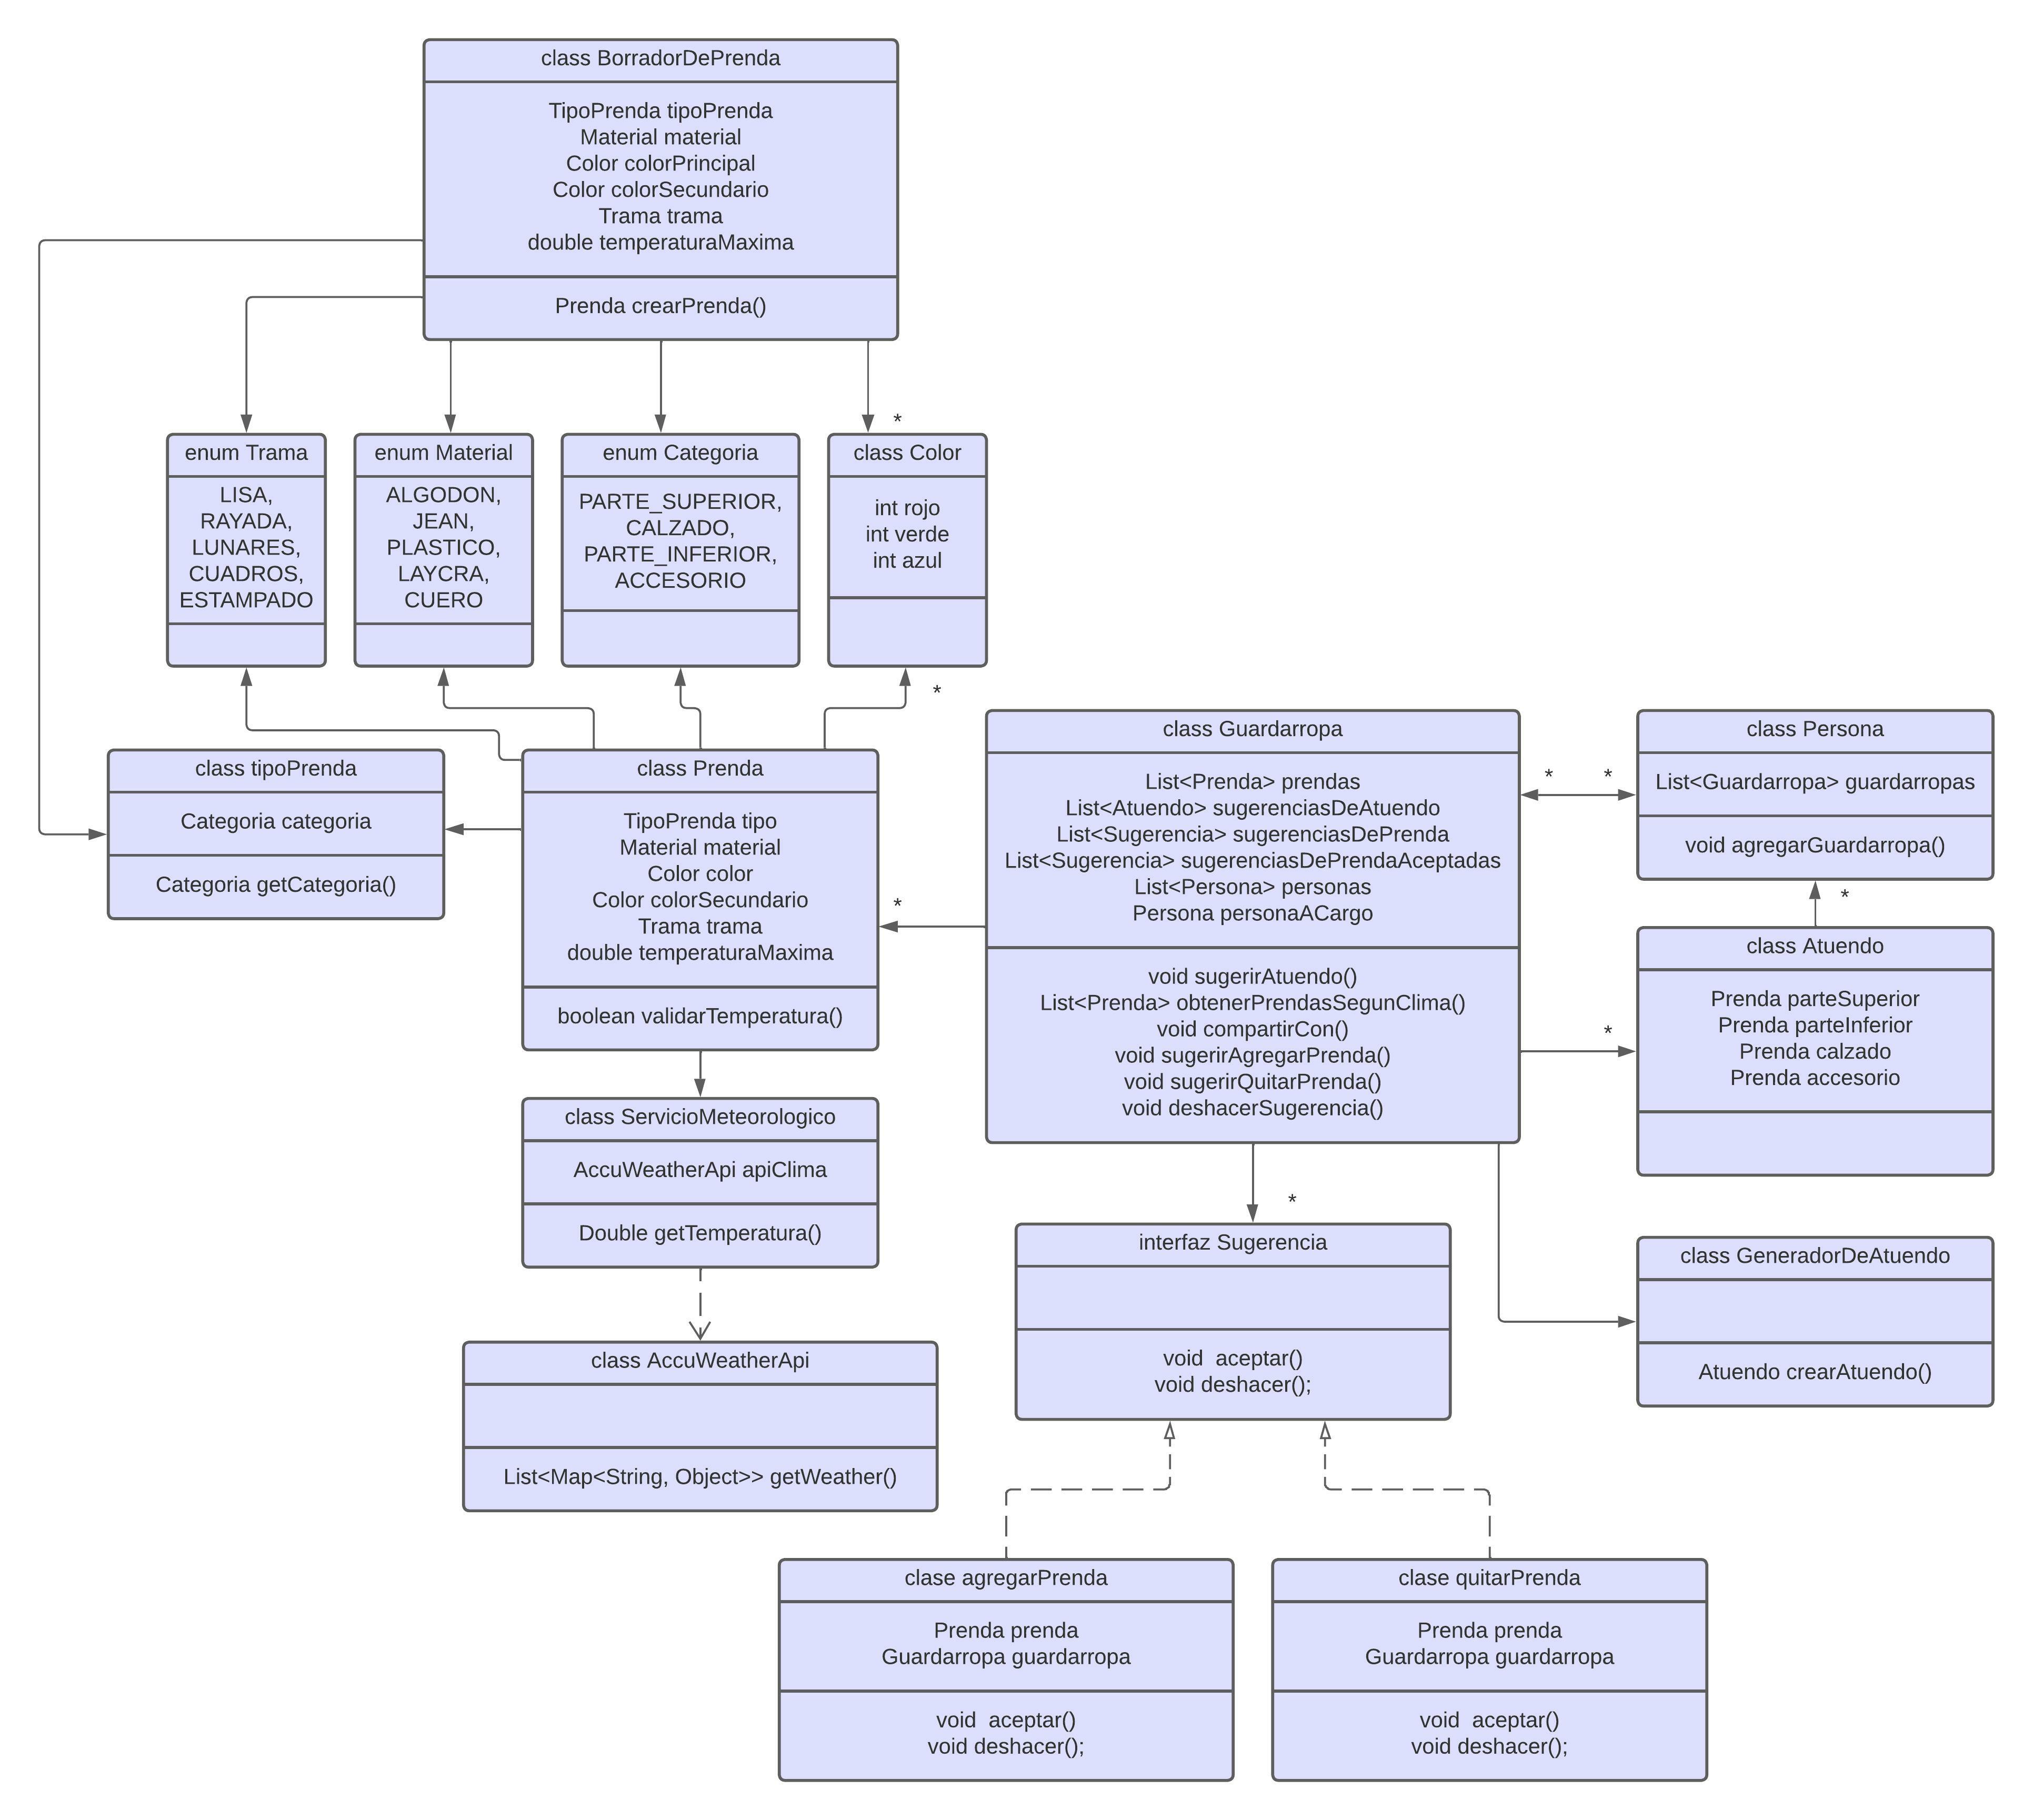 class BorradorDePrenda
TipoPrenda tipoPrenda
Material material
Color colorPrincipal
Color colorSecundario
Trama trama
double temperaturaMaxima
Prenda crearPrenda()
*
enum Trama
LISA,
RAYADA,
LUNARES,
CUADROS,
ESTAMPADO
enum Material
ALGODON,
JEAN,
PLASTICO,
LAYCRA,
CUERO
enum Categoria
PARTE_SUPERIOR,
CALZADO,
PARTE_INFERIOR,
ACCESORIO
class Color
int rojo
int verde
int azul
*
class tipoPrenda
Categoria categoria
Categoria getCategoria()
class Prenda
TipoPrenda tipo
Material material
Color color
Color colorSecundario
Trama trama
double temperaturaMaxima
boolean validarTemperatura()
*
class Guardarropa
List<Prenda> prendas
List<Atuendo> sugerenciasDeAtuendo
List<Sugerencia> sugerenciasDePrenda
List<Sugerencia> sugerenciasDePrendaAceptadas
List<Persona> personas
Persona personaACargo
void sugerirAtuendo()
List<Prenda> obtenerPrendasSegunClima()
void compartirCon()
void sugerirAgregarPrenda()
void sugerirQuitarPrenda()
void deshacerSugerencia()
* *
class Persona
List<Guardarropa> guardarropas
void agregarGuardarropa()
*
class Atuendo
Prenda parteSuperior
Prenda parteInferior
Prenda calzado
Prenda accesorio
*
class ServicioMeteorologico
AccuWeatherApi apiClima
Double getTemperatura()
*
interfaz Sugerencia
void  aceptar()
void deshacer();
class GeneradorDeAtuendo
Atuendo crearAtuendo()
class AccuWeatherApi
List<Map<String, Object>> getWeather()
clase agregarPrenda
Prenda prenda
Guardarropa guardarropa
void  aceptar()
void deshacer();
clase quitarPrenda
Prenda prenda
Guardarropa guardarropa
void  aceptar()
void deshacer();